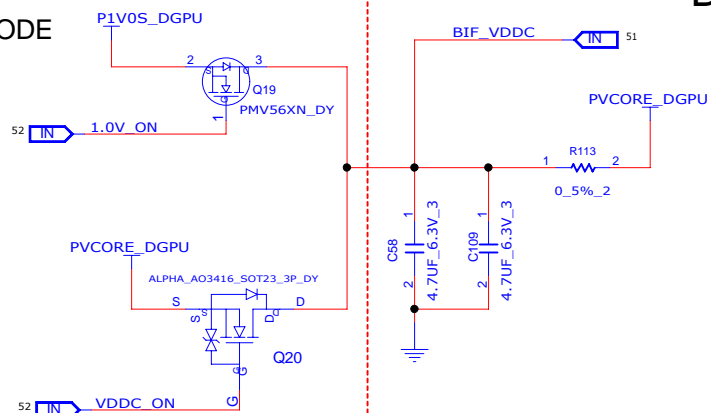 P1V0S_DGPU
ODE
2
S
D
3
Q19
PMV56XN_DY
1
52 IN 1.0V_ON
BIF_VDDC
IN 51
PVCORE_DGPU
R113
1
2
0_5%_2
1
C58
4.7UF_6.3V_3
2
1
C109
4.7UF_6.3V_3
2
PVCORE_DGPU
ALPHA_AO3416_SOT23_3P_DY
S
S
S
D
D
D
Q20
G
G
G
52 IN VDDC_ON